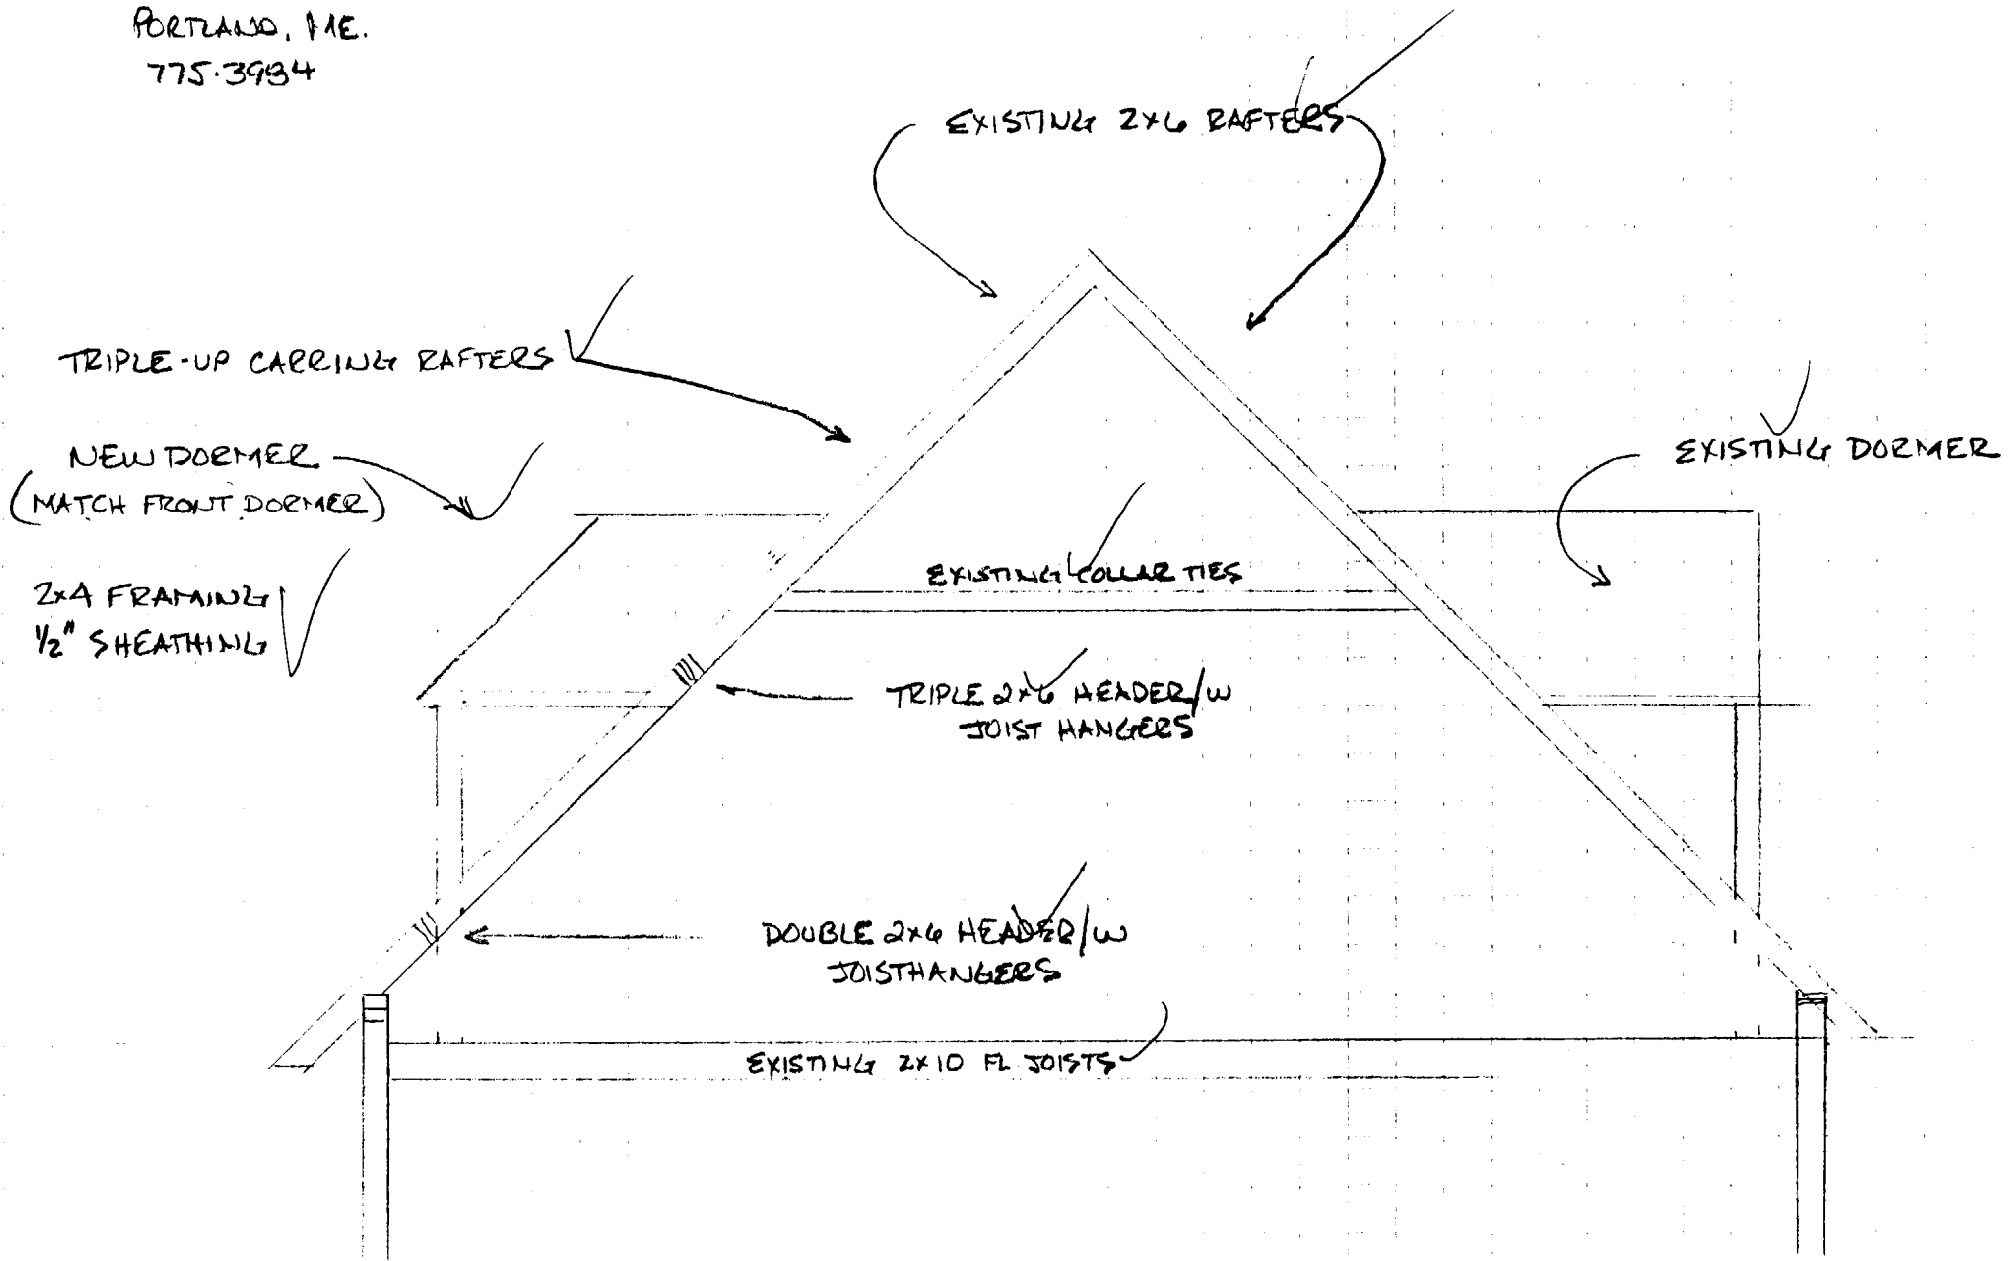 PORTLAND, ME.
775-3934
EXISTING 2x6 RAFTERS
TRIPLE-UP CARRING RAFTERS
NEW DORMER
(MATCH FRONT DORMER)
EXISTING DORMER
2x4 FRAMING
1/2" SHEATHING
EXISTING COLLAR TIES
TRIPLE 2x6 HEADER/W
JOIST HANGERS
DOUBLE 2x6 HEADER/W
JOISTHANGERS
EXISTING 2x10 FL JOISTS